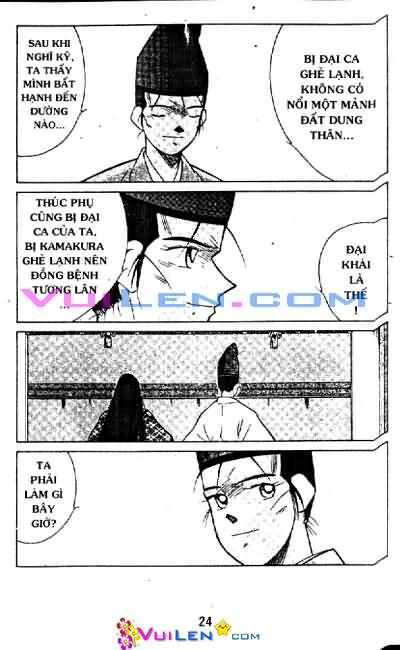 SAU KHI
NGHĨ KỸ,
TA THẤY
MÌNH BẤT
HẠNH ĐẾN
DƯỜNG
NÀO...
BỊ ĐẠI CA
GHẺ LẠNH,
KHÔNG CÓ
NỔI MỘT MẢNH
ĐẤT DUNG
THÂN...
THÚC PHỤ
CŨNG BỊ ĐẠI
CA CỦA TA,
BỊ KAMAKURA
GHẺ LẠNH NÊN
ĐỒNG BỆNH
TƯƠNG LÂN
...
ĐẠI
KHÁI
LÀ
THẾ
!
VUILEN.COM
TA
PHẢI
LÀM GÌ
BÂY
GIỜ?
24
VUILEN.COM